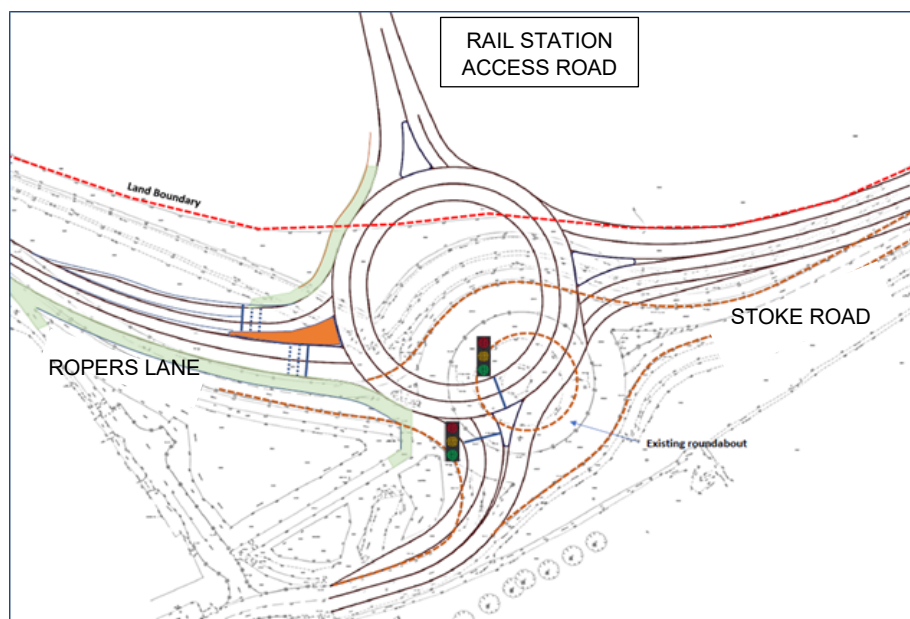 RAIL STATION
ACCESS ROAD
Land Boundary
STOKE ROAD
ROPERS LANE
Existing roundabout